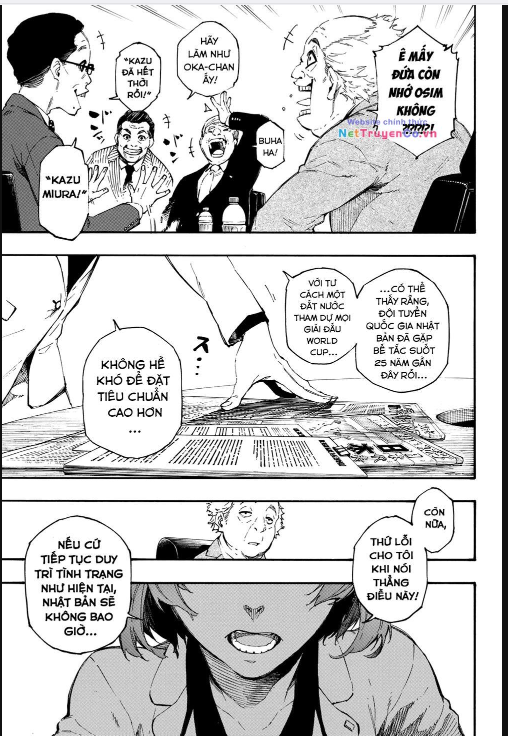 Ê MẤY
ĐỨA CÒN
NHỚ OSIM
KHÔNG
Website chính thức
NetTruyenCo.vn
HÃY
LÀM NHƯ
OKA-CHAN
ẤY!
"KAZU
ĐÃ HẾT
THỜI
RỒI!"
BUHA
HA!
"KAZU
MIURA!"
...CÓ THỂ
THẤY RẰNG,
ĐỘI TUYỂN
QUỐC GIA NHẬT
BẢN ĐÃ GẶP
BẾ TẮC SUỐT
25 NĂM GẦN
ĐÂY RỒI...
VỚI TƯ
CÁCH MỘT
ĐẤT NƯỚC
THAM DỰ MỌI
GIẢI ĐẤU
WORLD
CUP...
ス...
KHÔNG HỀ
KHÓ ĐỂ ĐẶT
TIÊU CHUẨN
CAO HƠN
...
CÒN
NỮA,
THỨ LỖI
CHO TÔI
KHI NÓI
THẲNG
ĐIỀU NÀY!
NẾU CỨ
TIẾP TỤC DUY
TRÌ TÌNH TRẠNG
NHƯ HIỆN TẠI,
NHẬT BẢN SẼ
KHÔNG BAO
GIỜ...